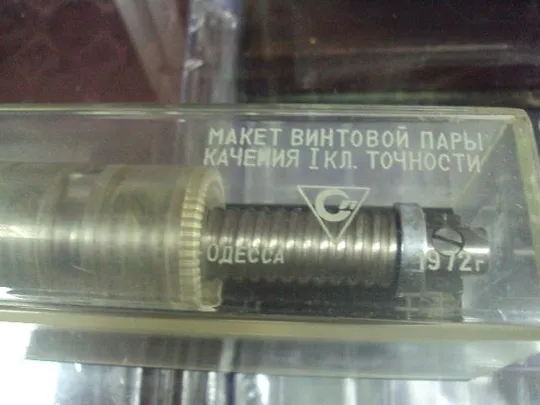 МАКЕТ ВИНТОВОЙ ПАРЫ
КАЧЕНИЯ I КЛ. ТОЧНОСТИ
ОДЕССА 1972г